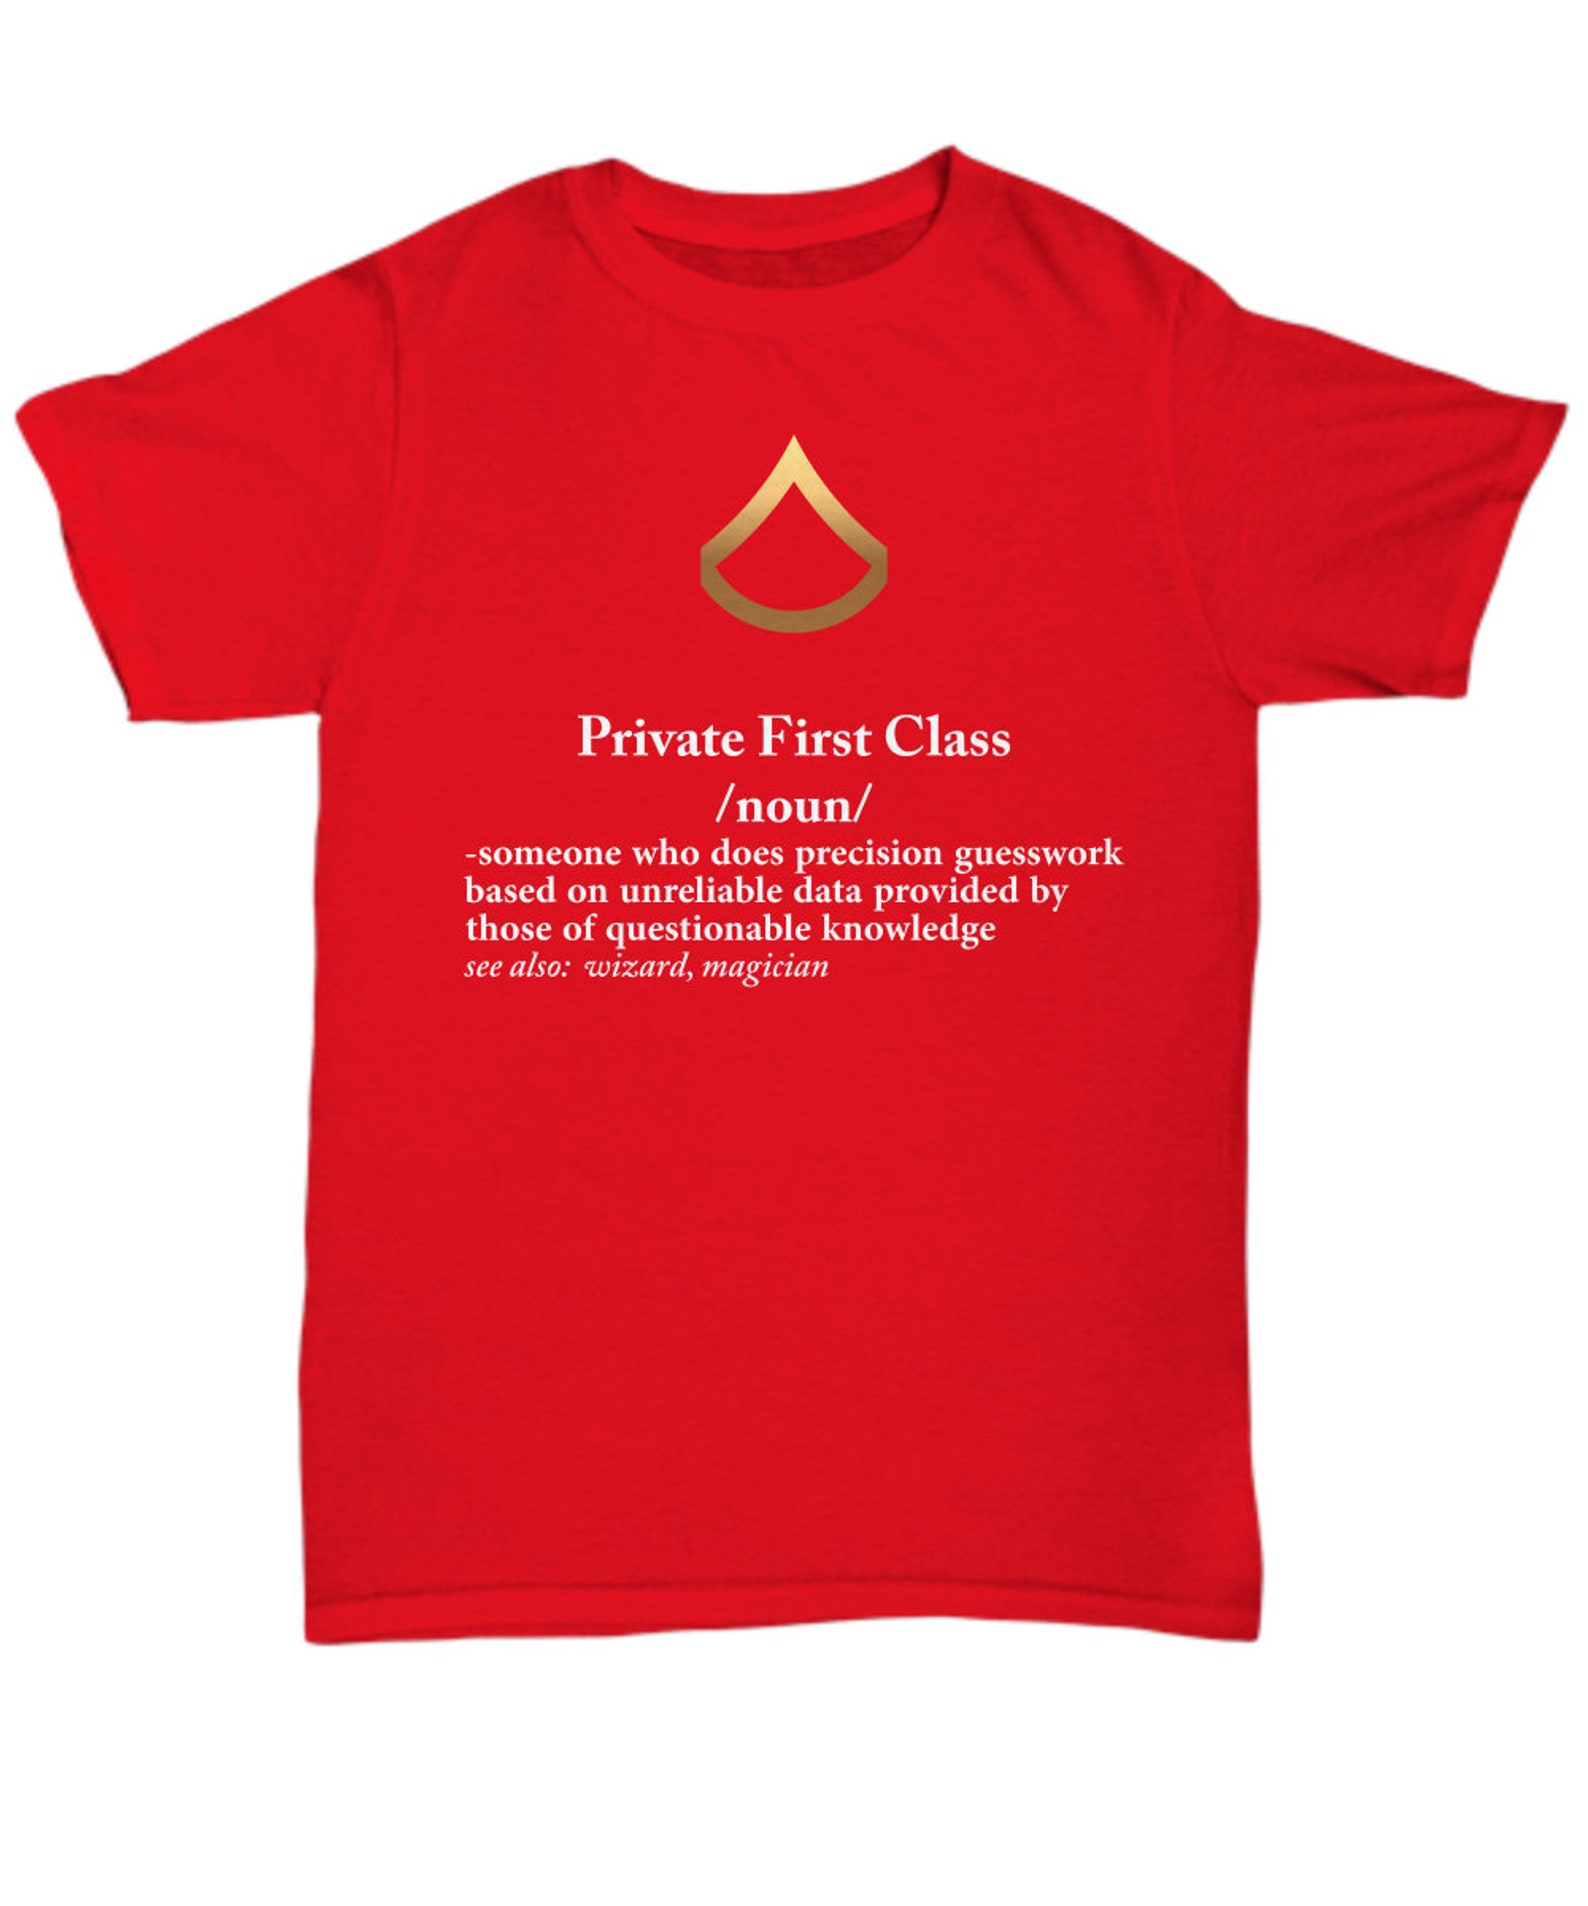 Private First Class
/noun/
-someone who does precision guesswork
based on unreliable data provided by
those of questionable knowledge
see also: wizard, magician